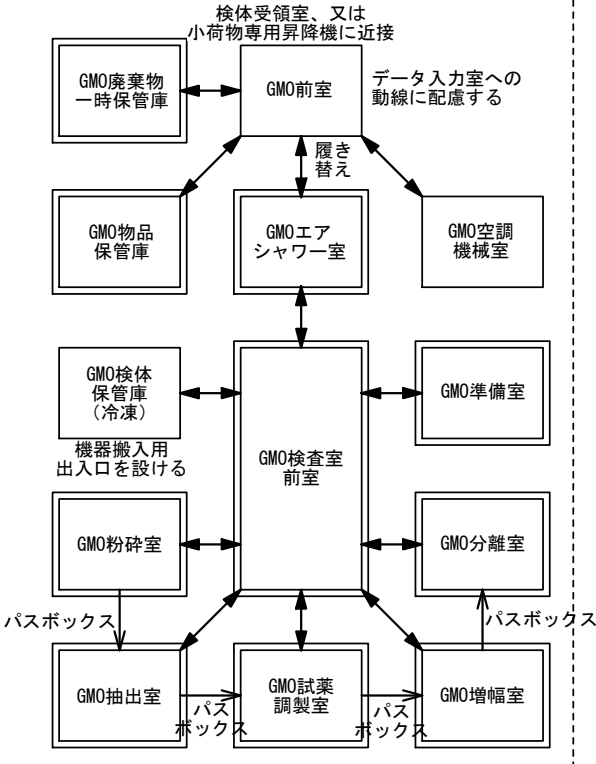 検体受領室、又は
小荷物専用昇降機に近接
GMO廃棄物
一時保管庫
GMO前室
データ入力室への
動線に配慮する
履き
替え
GMO物品
保管庫
GMOエア
シャワー室
GMO空調
機械室
GMO検体
保管庫
（冷凍）
GMO検査室
前室
GMO準備室
機器搬入用
出入口を設ける
GMO粉砕室
GMO分離室
パスボックス
パスボックス
GMO抽出室
パス
ボックス
GMO試薬
調製室
パス
ボックス
GMO増幅室